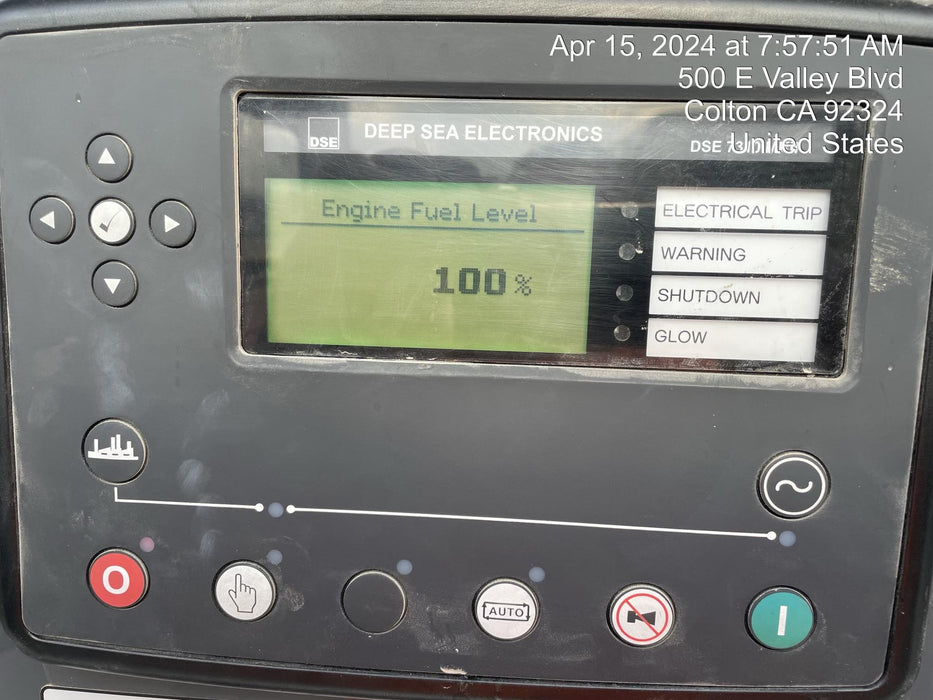 Apr 15, 2024 at 7:57:51 AM
500 E Valley Blvd
Colton CA 92324
United States
DSE
DEEP SEA ELECTRONICS
DSE
Engine Fuel Level
100%
ELECTRICAL TRIP
WARNING
SHUTDOWN
GLOW
O
AUTO
I